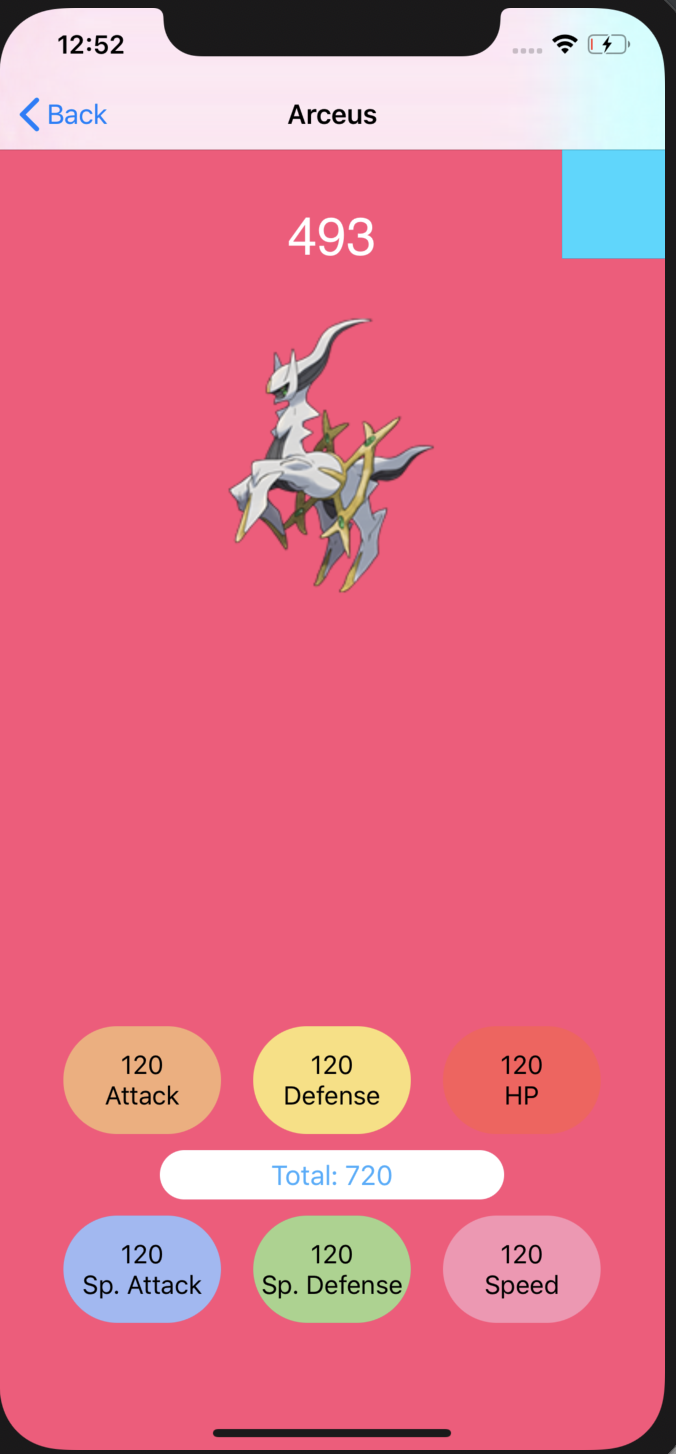 12:52
Back
Arceus
493
120
Attack
120
Defense
120
HP
Total: 720
120
Sp. Attack
120
Sp. Defense
120
Speed